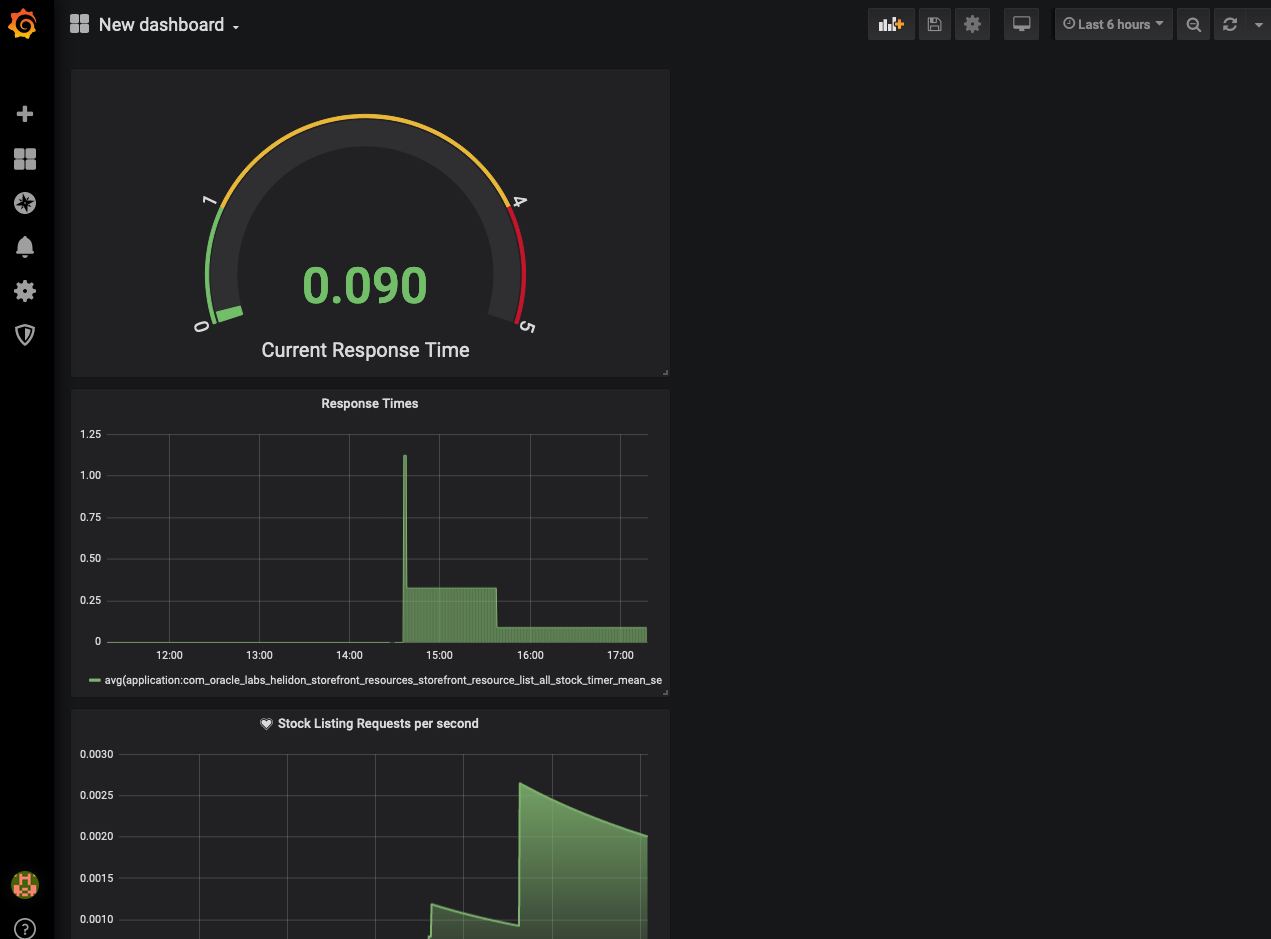 New dashboard
Last 6 hours
1
4
0.090
0
5
Current Response Time
Response Times
1.25
1.00
0.75
0.50
0.25
0
12:00 13:00 14:00 15:00 16:00 17:00
avg(application:com_oracle_labs_helidon_storefront_resources_storefront_resource_list_all_stock_timer_mean_se
Stock Listing Requests per second
0.0030
0.0025
0.0020
0.0015
0.0010
?